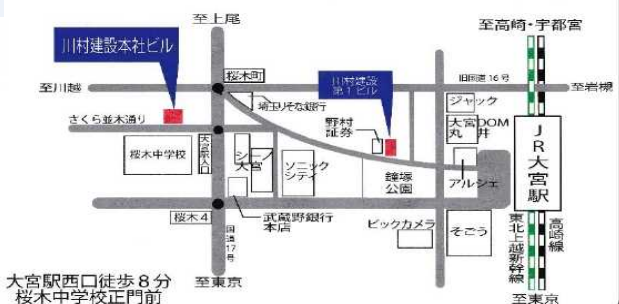 至上尾
至高崎・宇都宮
川村建設本社ビル
川村建設
第1ビル
桜木町
旧国道16号
至川越
至岩槻
埼玉りそな銀行
ジャック
さくら並木通り
野村
証券
大宮DOM
丸井
JR大宮駅
桜木中学校
大宮駅入口
シーノ
大宮
ソニック
シティ
鐘塚
公園
アルシェ
桜木4
武蔵野銀行
本店
ビックカメラ
そごう
国道17号
東北上越新幹線
高崎線
大宮駅西口徒歩8分
桜木中学校正門前
至東京
至東京